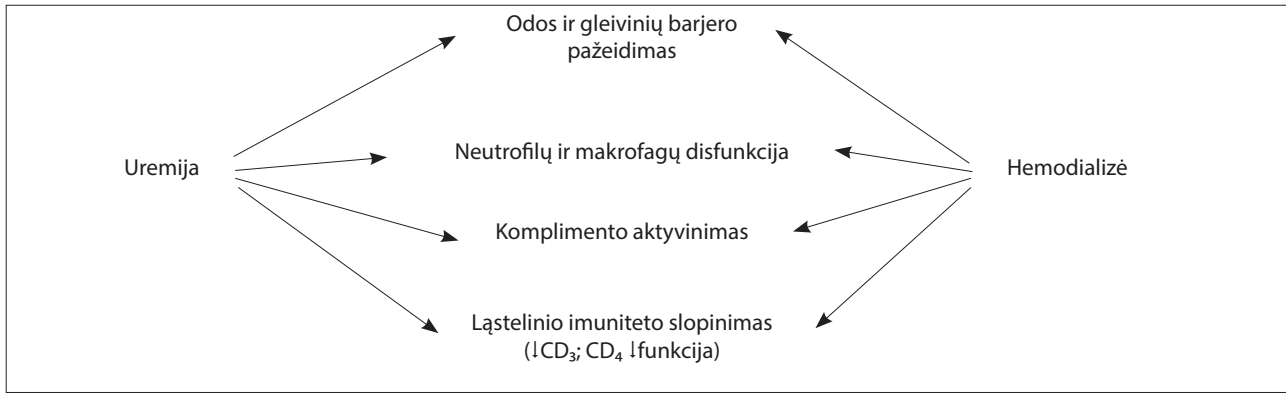 Odos ir gleivinių barjero
pažeidimas
Uremija
Neutrofilų ir makrofagų disfunkcija
Hemodializė
Komplimento aktyvinimas
Ląstelinio imuniteto slopinimas
(↓CD₃; CD₄ ↓funkcija)